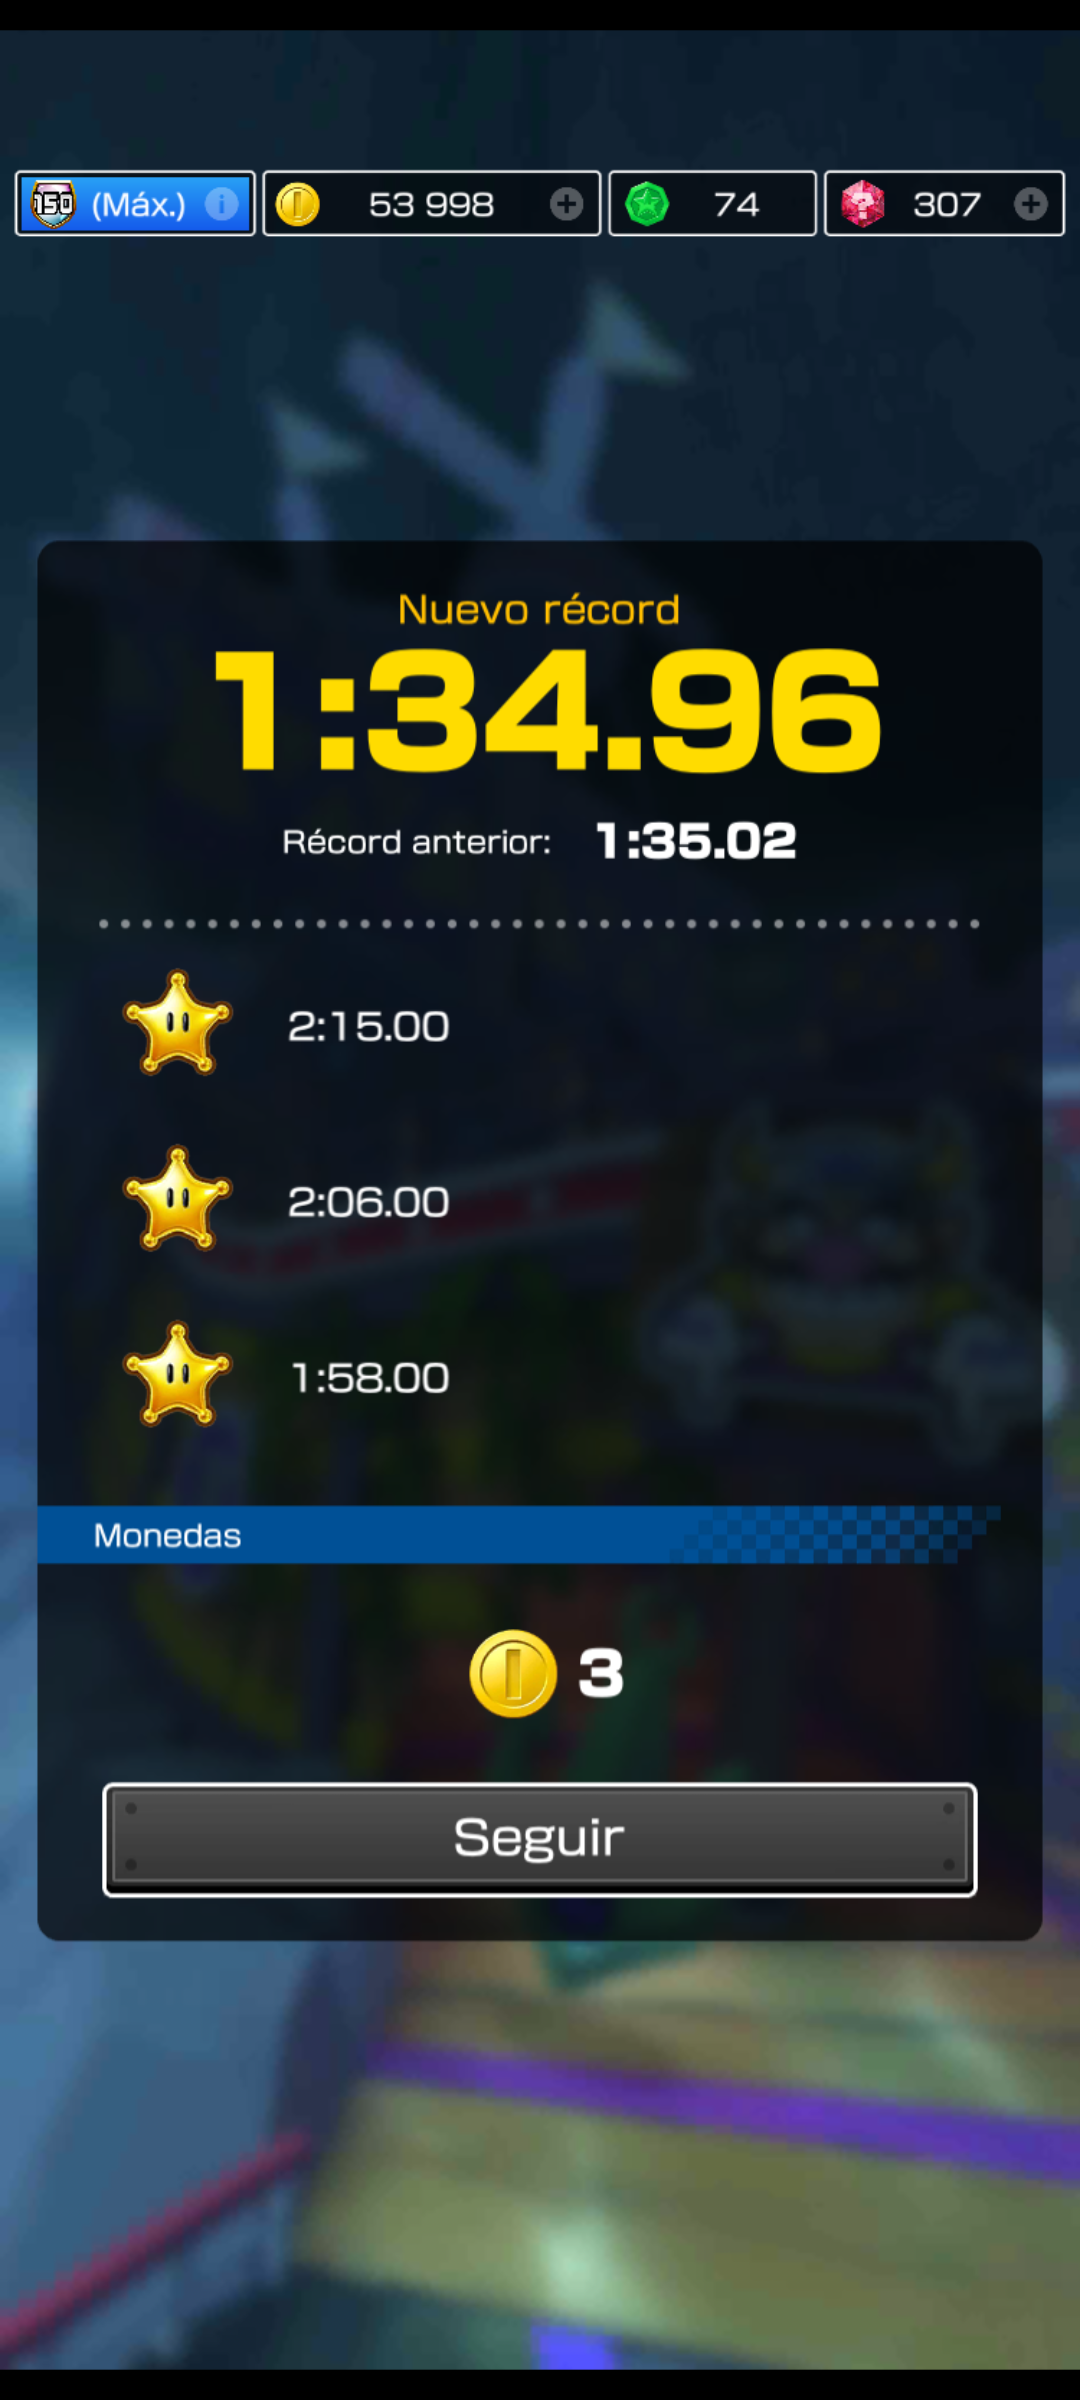 150 (Máx.) i 53 998 + 74 ? 307 +
Nuevo récord
1:34.96
Récord anterior: 1:35.02
2:15.00
2:06.00
1:58.00
Monedas
3
Seguir